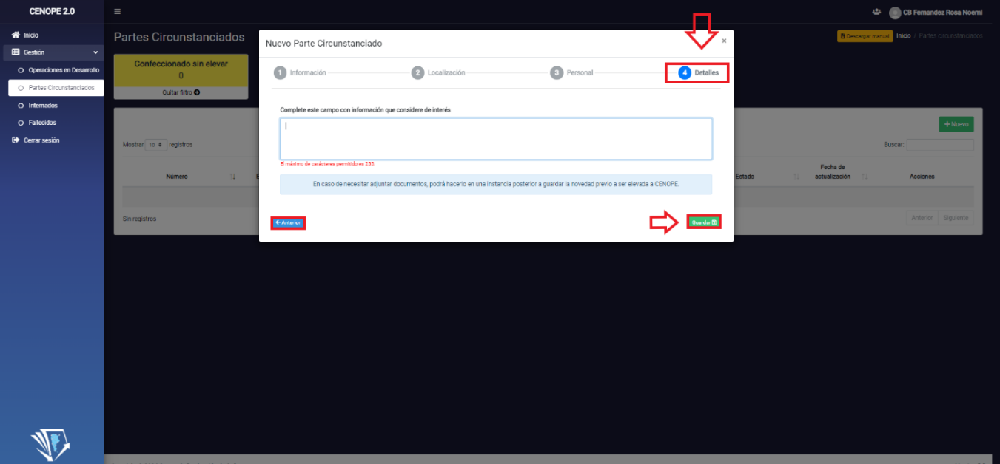 CENOPE 2.0
CB Fernandez Rosa Noemi
Inicio
Gestión
Operaciones en Desarrollo
Partes Circunstanciados
Internados
Fallecidos
Cerrar sesión
Partes Circunstanciados
Descargar manual Inicio / Partes circunstanciados
Confeccionado sin elevar
0
Quitar filtro
Nuevo Parte Circunstanciado ×
1 Información
2 Localización
3 Personal
4 Detalles
Complete este campo con información que considere de interés
El máximo de carácteres permitido es 255.
En caso de necesitar adjuntar documentos, podrá hacerlo en una instancia posterior a guardar la novedad previo a ser elevada a CENOPE.
Anterior
Guardar
+ Nuevo
Mostrar 10 registros
Buscar:
Número
Estado
Fecha de
actualización
Acciones
Sin registros
Anterior Siguiente